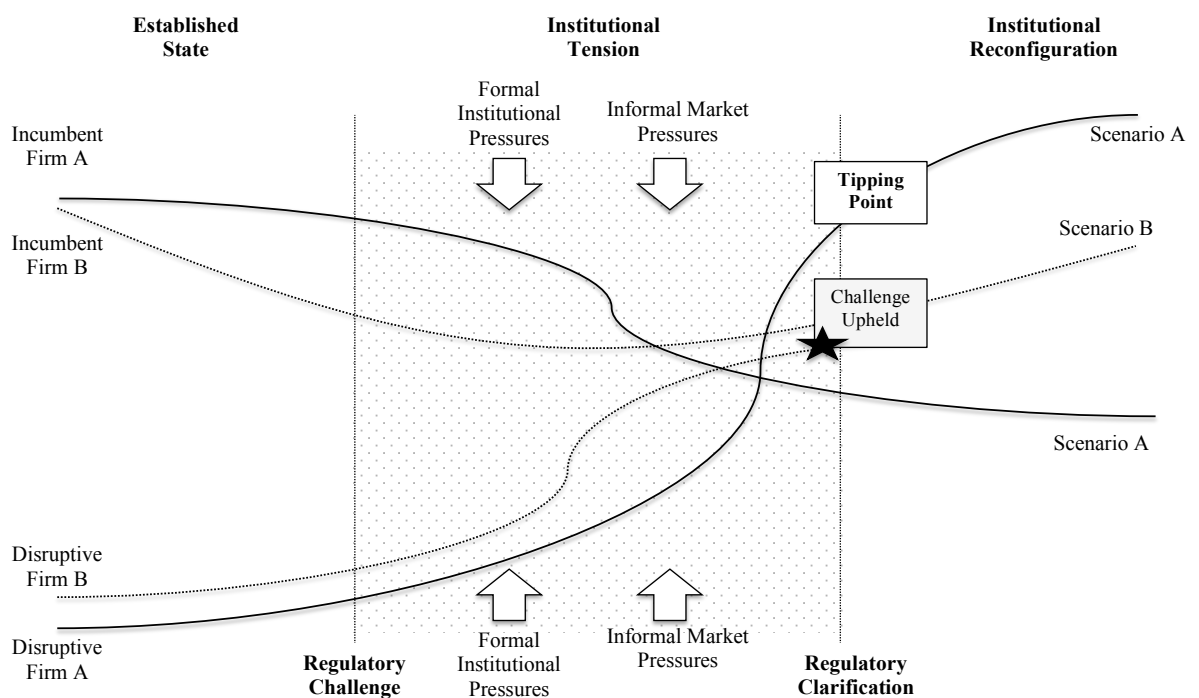 Established
State
Institutional
Tension
Institutional
Reconfiguration
Formal
Institutional
Pressures
Informal Market
Pressures
Incumbent
Firm A
Scenario A
Tipping
Point
Incumbent
Firm B
Scenario B
Challenge
Upheld
Scenario A
Disruptive
Firm B
Disruptive
Firm A
Formal
Institutional
Pressures
Informal Market
Pressures
Regulatory
Challenge
Regulatory
Clarification